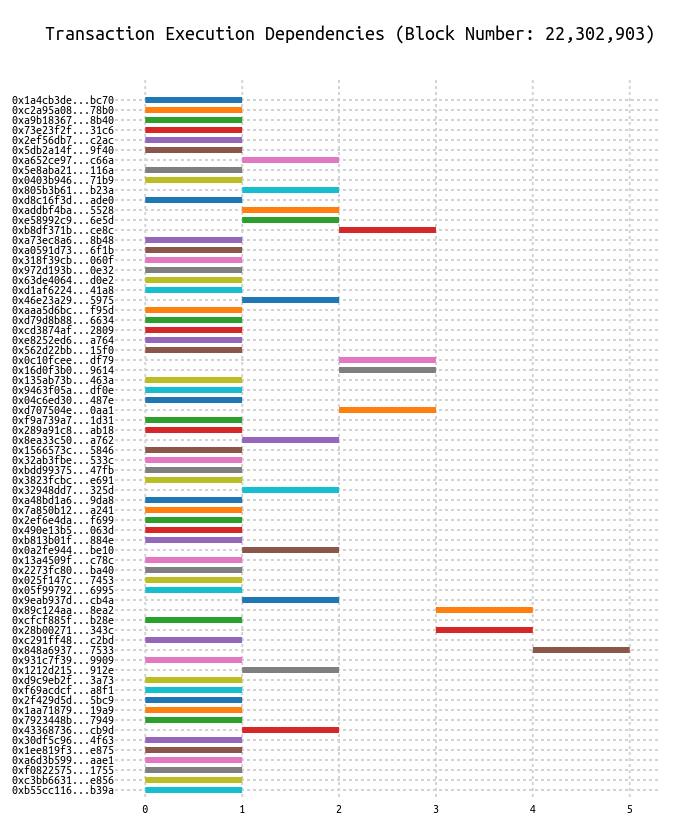 Transaction Execution Dependencies (Block Number: 22,302,903)
0x1a4cb3de...bc70
0xc2a95a08...78b0
0xa9b18367...8b40
0x73e23f2f...31c6
0x2ef56db7...c2ac
0x5db2a14f...9f40
0xa652ce97...c66a
0x5e8aba21...116a
0x0403b946...71b9
0x805b3b61...b23a
0xd8c16f3d...ade0
0xaddbf4ba...5528
0xe58992c9...6e5d
0xb8df371b...ce8c
0xa73ec8a6...8b48
0xa0591d73...6f1b
0x318f39cb...060f
0x972d193b...0e32
0x63de4064...d0e2
0xd1af6224...41a8
0x46e23a29...5975
0xaaa5d6bc...f95d
0xd79d8b88...6634
0xcd3874af...2809
0xe8252ed6...a764
0x562d22bb...15f0
0x0c10fcee...df79
0x16d0f3b0...9614
0x135ab73b...463a
0x9463f05a...df0e
0x04c6ed30...487e
0xd707504e...0aa1
0xf9a739a7...1d31
0x289a91c8...ab18
0x8ea33c50...a762
0x1566573c...5846
0x32ab3fbe...533c
0xbdd99375...47fb
0x3823fcbc...e691
0x32948dd7...325d
0xa48bd1a6...9da8
0x7a850b12...a241
0x2ef6e4da...f699
0x490e13b5...063d
0xb813b01f...884e
0x0a2fe944...be10
0x13a4509f...c78c
0x2273fc80...ba40
0x025f147c...7453
0x05f99792...6995
0x9eab937d...cb4a
0x89c124aa...8ea2
0xcfcf885f...b28e
0x28b00271...343c
0xc291ff48...c2bd
0x848a6937...7533
0x931c7f39...9909
0x1212d215...912e
0xd9c9eb2f...3a73
0xf69acdcf...a8f1
0x2f429d5d...5bc9
0x1aa71879...19a9
0x7923448b...7949
0x43368736...cb9d
0x30df5c96...4f63
0x1ee819f3...e875
0xa6d3b599...aae1
0xf0822575...1755
0xc3bb6631...e856
0xb55cc116...b39a
0 1 2 3 4 5